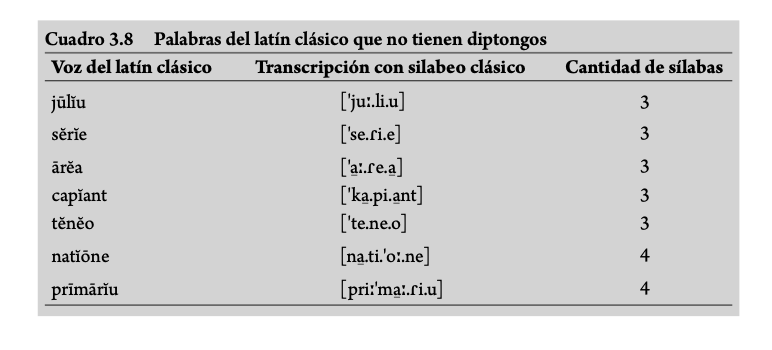 Cuadro 3.8 Palabras del latín clásico que no tienen diptongos
Voz del latín clásico Transcripción con silabeo clásico Cantidad de sílabas
jūlĭu [ˈjuː.li.u] 3
sĕrĭe [ˈse.ɾi.e] 3
ārĕa [ˈa̱ː.ɾe.a̱] 3
capĭant [ˈka̱.pi.a̱nt] 3
tĕnĕo [ˈte.ne.o] 3
natĭōne [na̱.ti.ˈoː.ne] 4
prīmārĭu [priːˈma̱ː.ɾi.u] 4